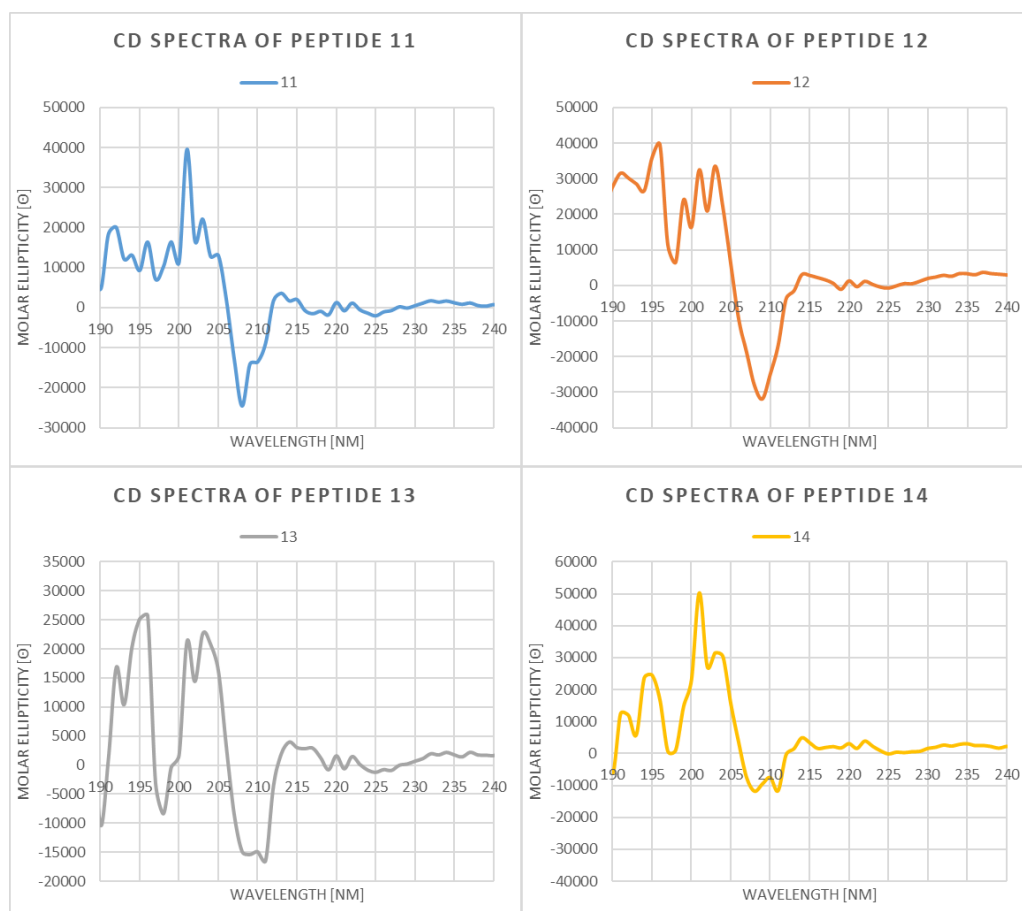 CD SPECTRA OF PEPTIDE 11
11
50000
40000
30000
20000
10000
0
-10000
-20000
-30000
190 195 200 205 210 215 220 225 230 235 240
MOLAR ELLIPTICITY [Θ]
WAVELENGTH [NM]
CD SPECTRA OF PEPTIDE 12
12
50000
40000
30000
20000
10000
0
-10000
-20000
-30000
-40000
190 195 200 205 210 215 220 225 230 235 240
MOLAR ELLIPTICITY [Θ]
WAVELENGTH [NM]
CD SPECTRA OF PEPTIDE 13
13
35000
30000
25000
20000
15000
10000
5000
0
-5000
-10000
-15000
-20000
190 195 200 205 210 215 220 225 230 235 240
MOLAR ELLIPTICITY [Θ]
WAVELENGTH [NM]
CD SPECTRA OF PEPTIDE 14
14
60000
50000
40000
30000
20000
10000
0
-10000
-20000
-30000
-40000
190 195 200 205 210 215 220 225 230 235 240
MOLAR ELLIPTICITY [Θ]
WAVELENGTH [NM]